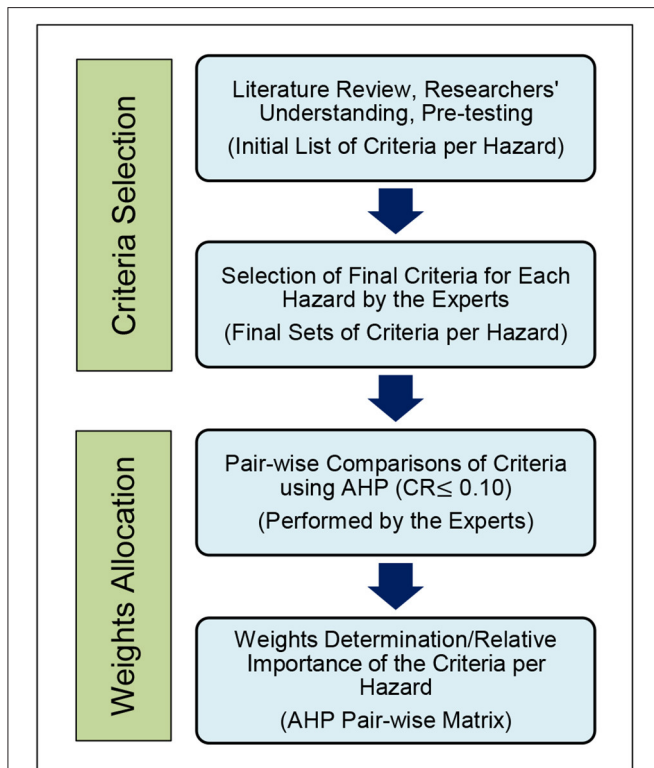 Criteria Selection
Literature Review, Researchers'
Understanding, Pre-testing
(Initial List of Criteria per Hazard)
Selection of Final Criteria for Each
Hazard by the Experts
(Final Sets of Criteria per Hazard)
Weights Allocation
Pair-wise Comparisons of Criteria
using AHP (CR≤ 0.10)
(Performed by the Experts)
Weights Determination/Relative
Importance of the Criteria per
Hazard
(AHP Pair-wise Matrix)